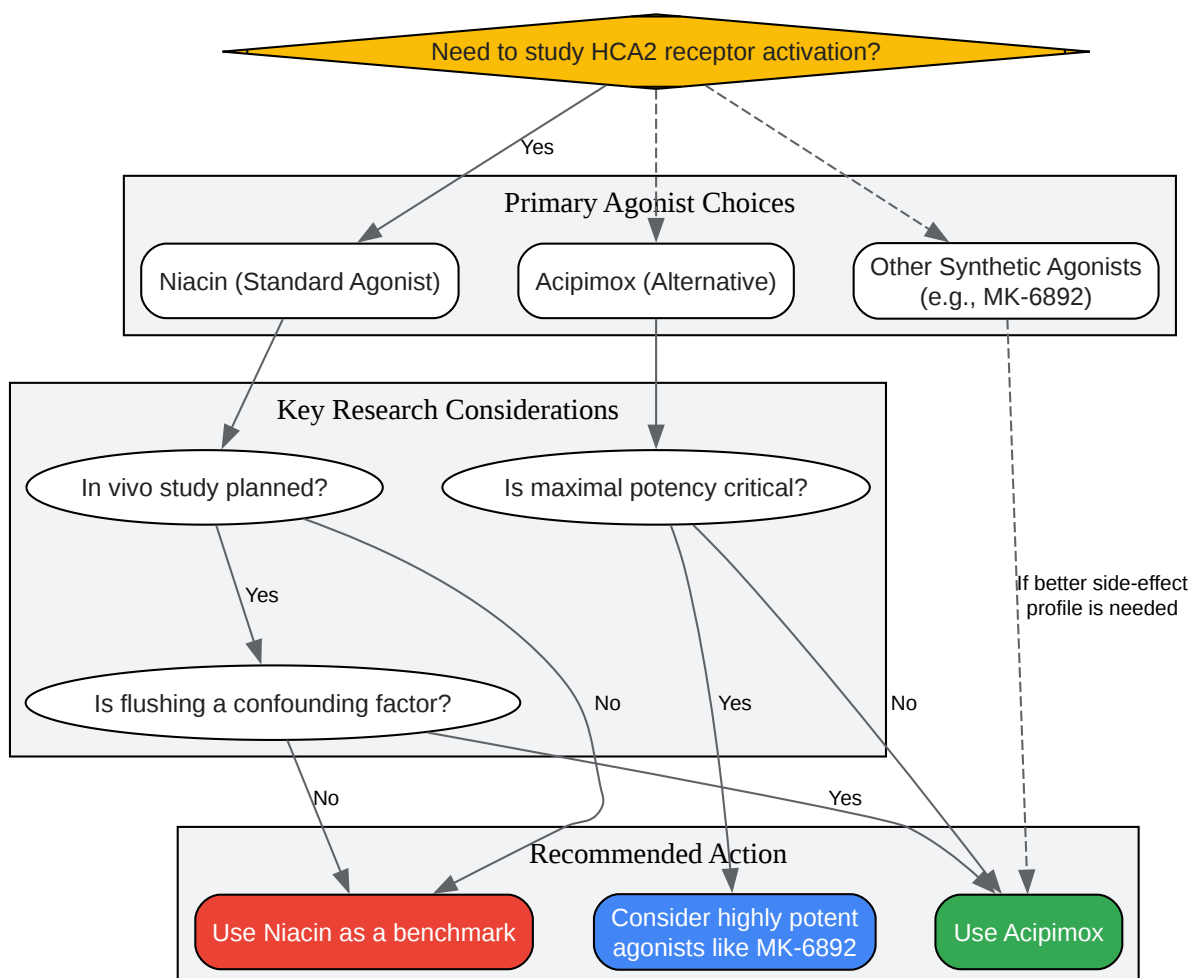 Need to study HCA2 receptor activation?
Yes
Primary Agonist Choices
Niacin (Standard Agonist)
Acipimox (Alternative)
Other Synthetic Agonists
(e.g., MK-6892)
Key Research Considerations
In vivo study planned?
Is maximal potency critical?
Yes
If better side-effect
profile is needed
Is flushing a confounding factor?
No
Yes
No
No
Yes
Recommended Action
Use Niacin as a benchmark
Consider highly potent
agonists like MK-6892
Use Acipimox